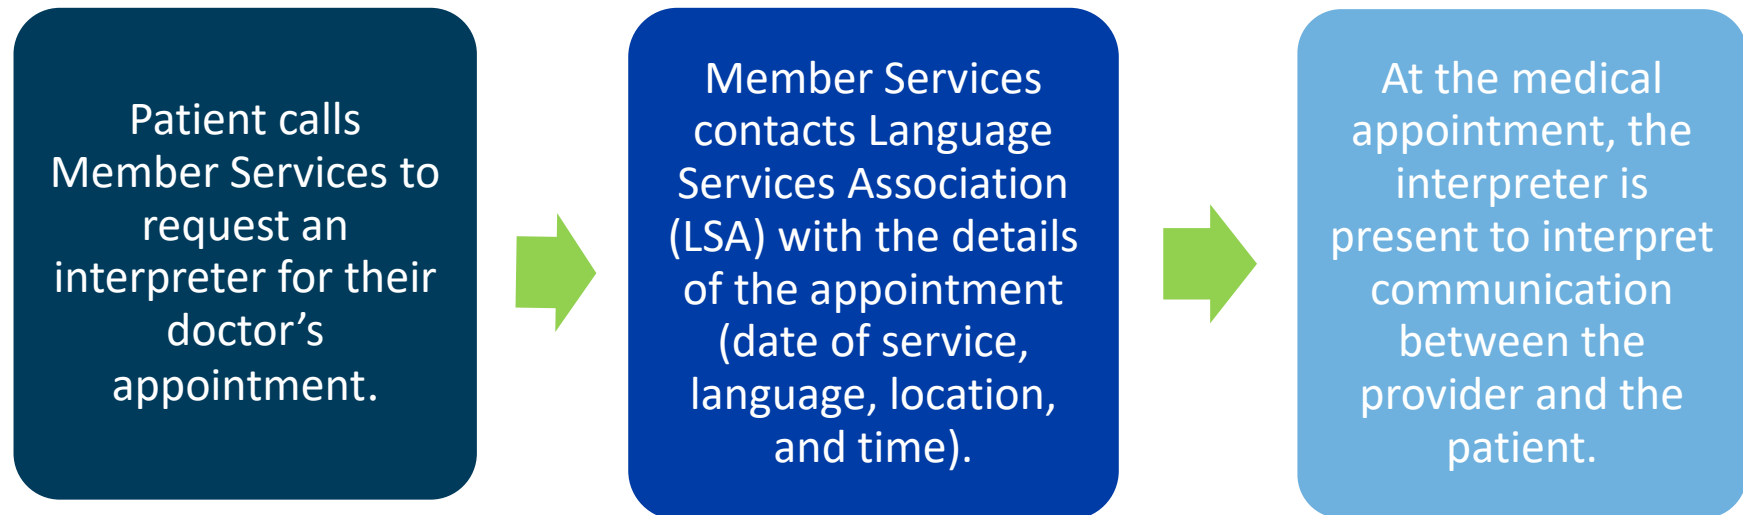 Patient calls
Member Services to
request an
interpreter for their
doctor’s
appointment.
Member Services
contacts Language
Services Association
(LSA) with the details
of the appointment
(date of service,
language, location,
and time).
At the medical
appointment, the
interpreter is
present to interpret
communication
between the
provider and the
patient.